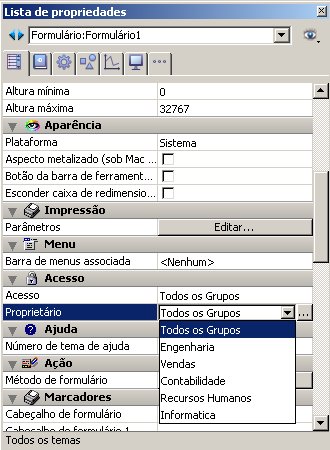 Lista de propriedades
Formulário:Formulário1
Altura mínima 0
Altura máxima 32767
Aparência
Plataforma Sistema
Aspecto metalizado (sob Mac ...
Botão da barra de ferrament...
Esconder caixa de redimensio...
Impressão
Parâmetros Editar...
Menu
Barra de menus associada <Nenhum>
Acesso
Acesso Todos os Grupos
Proprietário Todos os Grupos ...
Ajuda Todos os Grupos
Número de tema de ajuda Engenharia
Ação Vendas
Método de formulário Contabilidade
Marcadores Recursos Humanos
Cabeçalho de formulário Informatica
Cabeçalho de formulário 1
Todos os temas